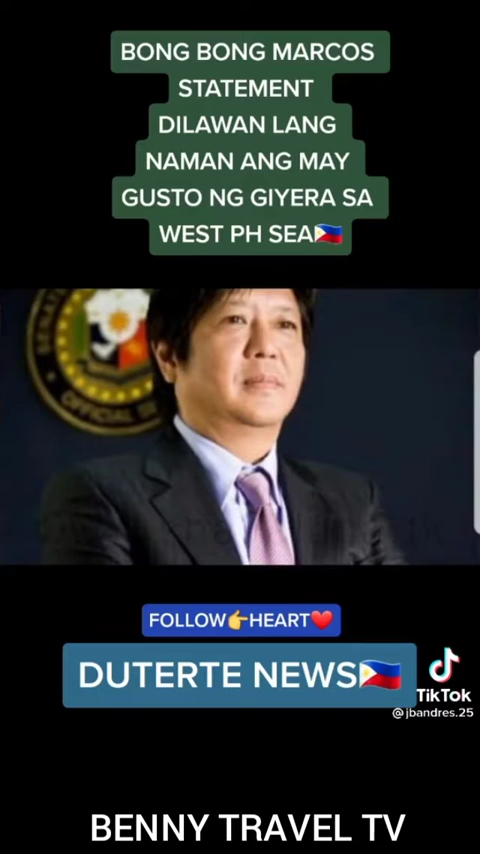 BONG BONG MARCOS
STATEMENT
DILAWAN LANG
NAMAN ANG MAY
GUSTO NG GIYERA SA
WEST PH SEA🇵🇭
FOLLOW👉HEART❤️
DUTERTE NEWS🇵🇭
TikTok
@jbandres.25
BENNY TRAVEL TV